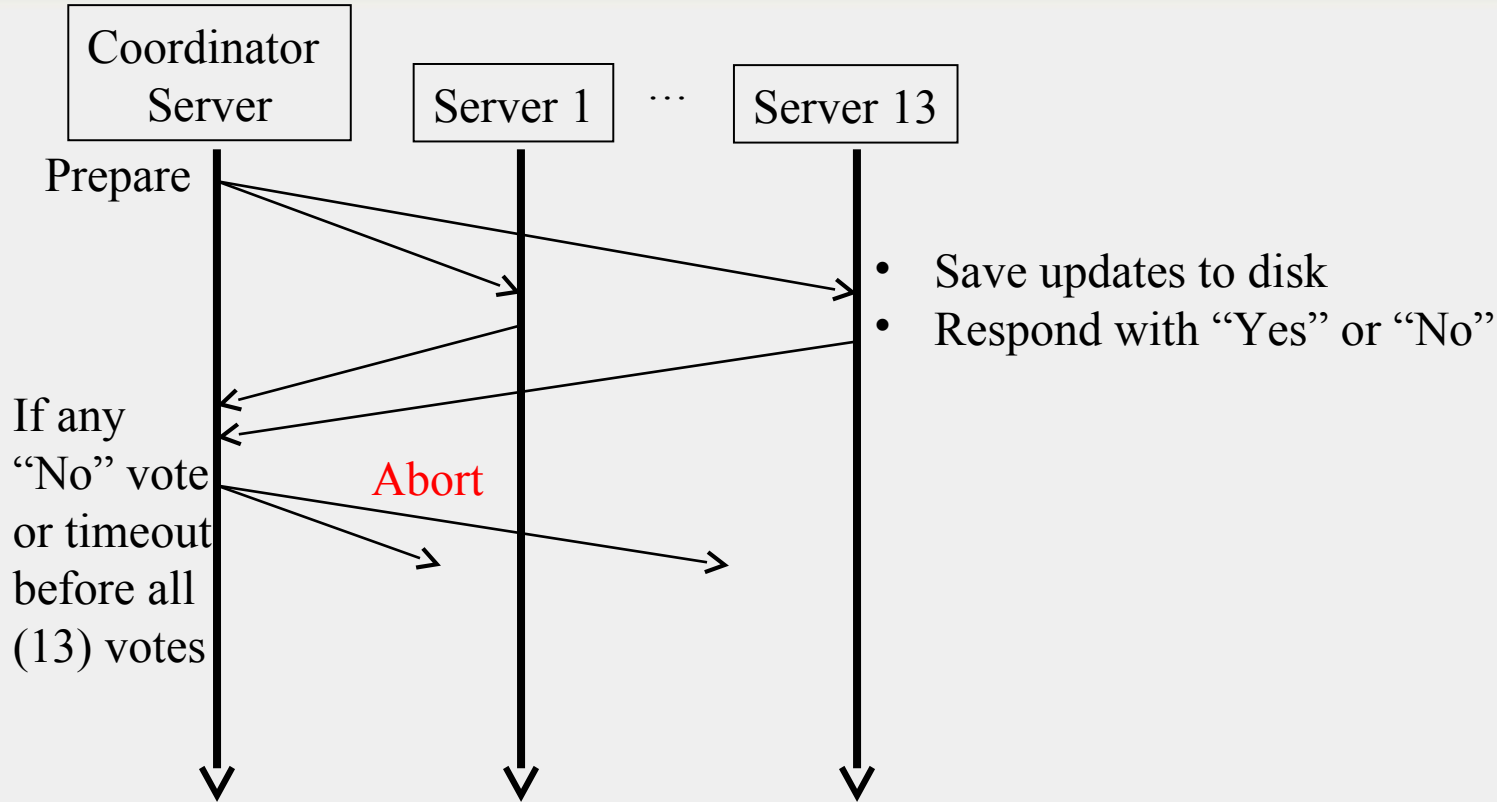 Coordinator
Server
Server 1
...
Server 13
Prepare
• Save updates to disk
• Respond with “Yes” or “No”
If any
“No” vote
or timeout
before all
(13) votes
Abort